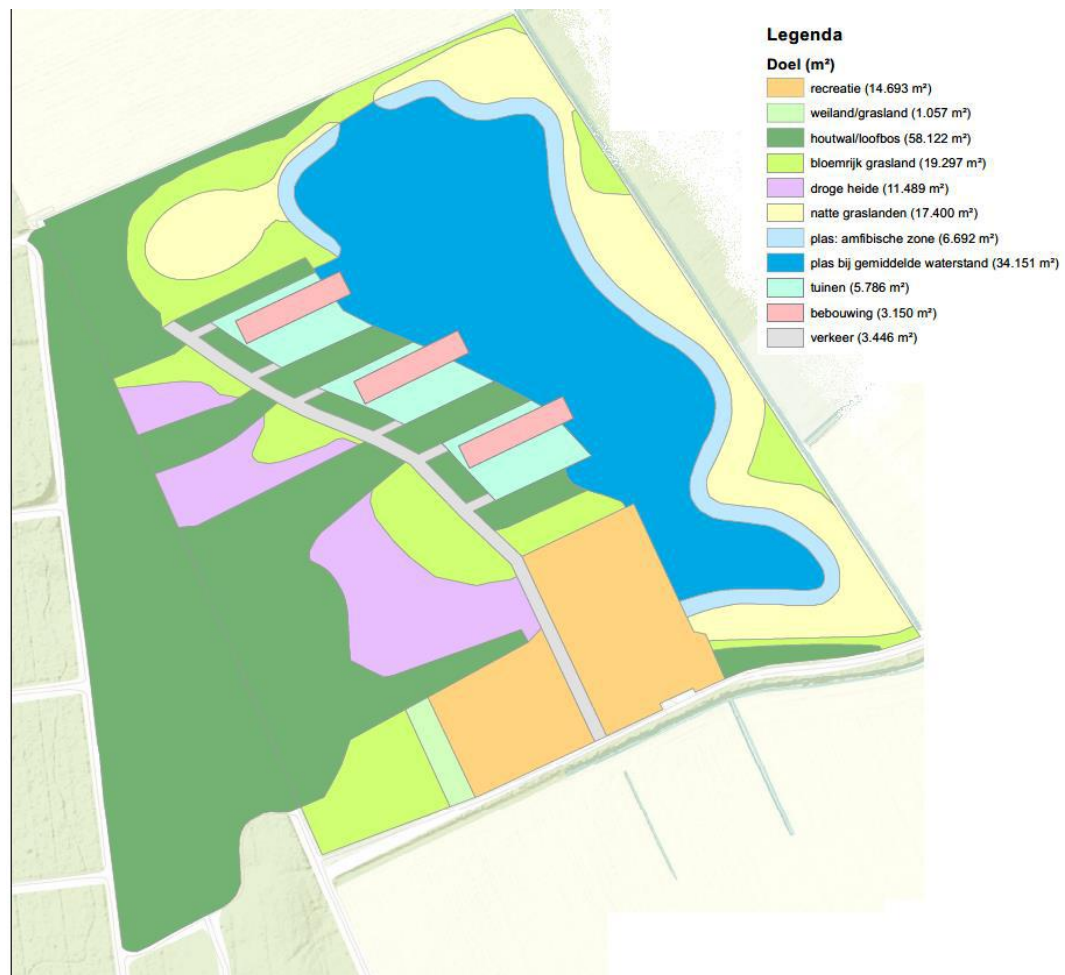 Legenda
Doel (m²)
recreatie (14.693 m²)
weiland/grasland (1.057 m²)
houtwal/loofbos (58.122 m²)
bloemrijk grasland (19.297 m²)
droge heide (11.489 m²)
natte graslanden (17.400 m²)
plas: amfibische zone (6.692 m²)
plas bij gemiddelde waterstand (34.151 m²)
tuinen (5.786 m²)
bebouwing (3.150 m²)
verkeer (3.446 m²)